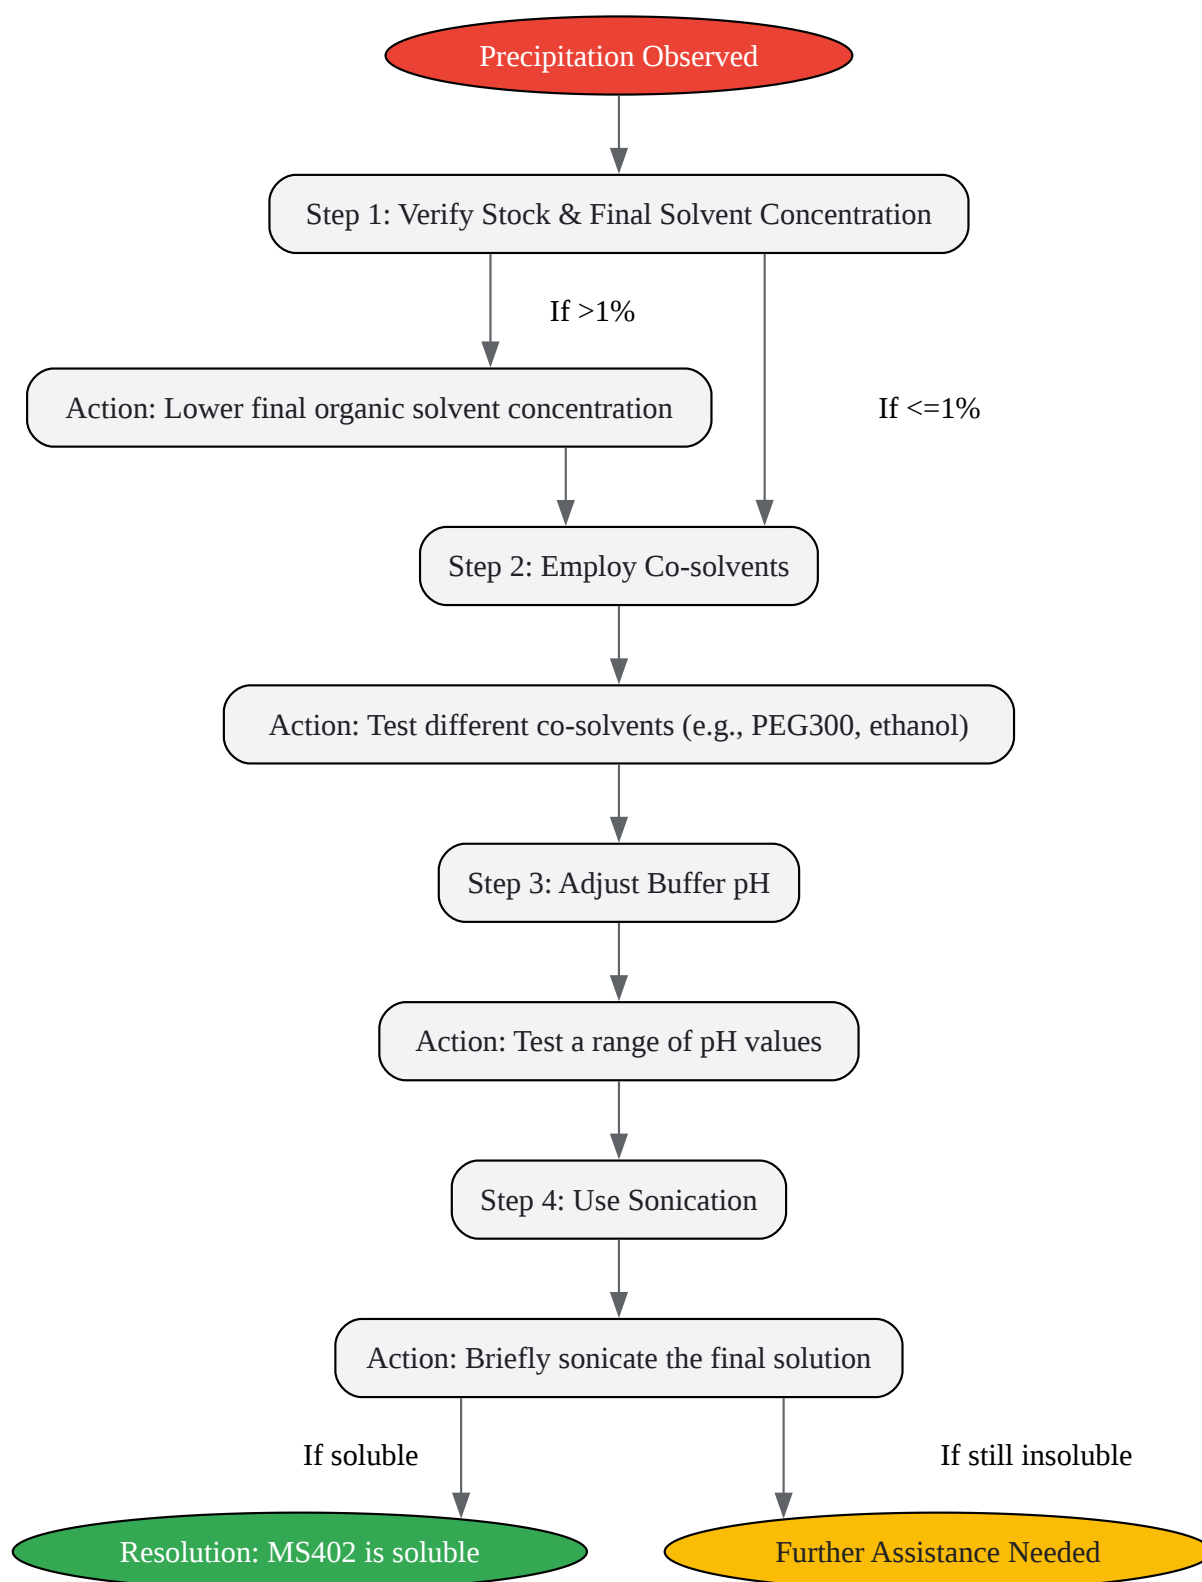 Precipitation Observed
Step 1: Verify Stock & Final Solvent Concentration
If >1%
Action: Lower final organic solvent concentration
If <=1%
Step 2: Employ Co-solvents
Action: Test different co-solvents (e.g., PEG300, ethanol)
Step 3: Adjust Buffer pH
Action: Test a range of pH values
Step 4: Use Sonication
Action: Briefly sonicate the final solution
If soluble
If still insoluble
Resolution: MS402 is soluble
Further Assistance Needed